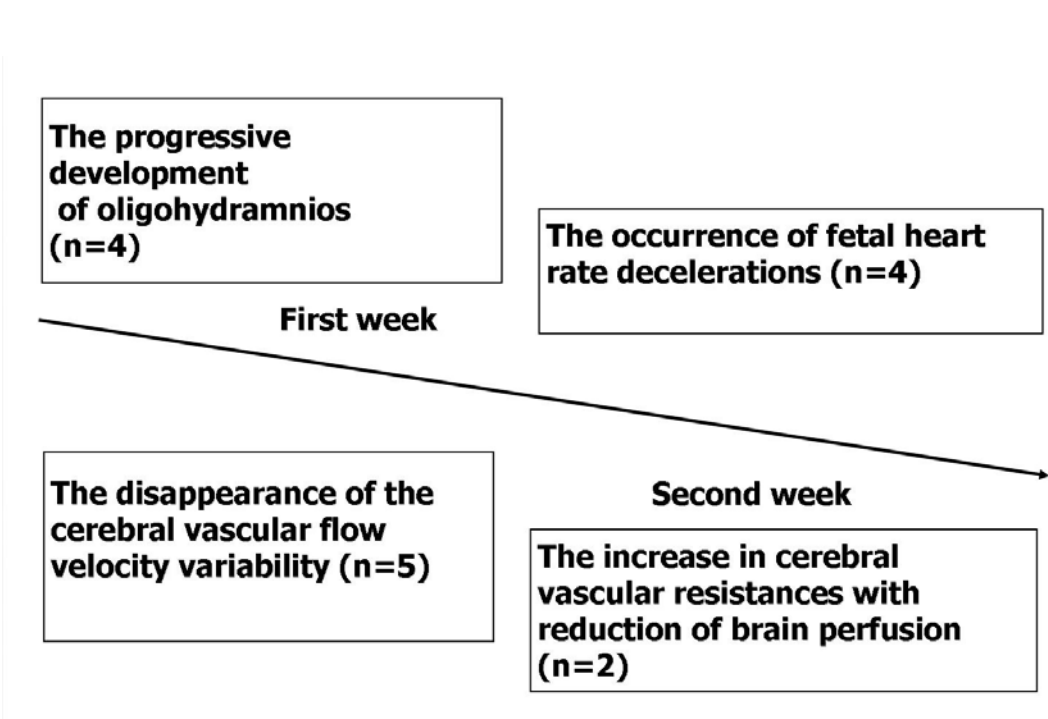 The progressive
development
of oligohydramnios
(n=4)
The occurrence of fetal heart
rate decelerations (n=4)
First week
The disappearance of the
cerebral vascular flow
velocity variability (n=5)
Second week
The increase in cerebral
vascular resistances with
reduction of brain perfusion
(n=2)